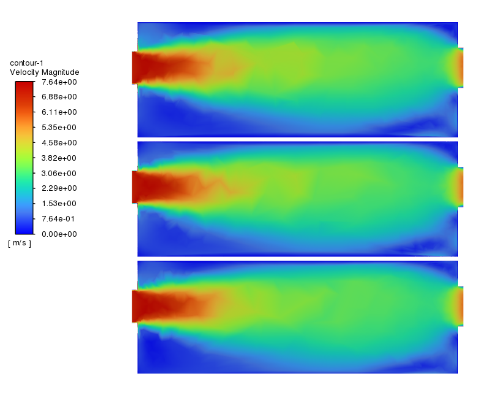 contour-1
Velocity Magnitude
7.64e+00
6.88e+00
6.11e+00
5.35e+00
4.58e+00
3.82e+00
3.06e+00
2.29e+00
1.53e+00
7.64e-01
0.00e+00
[ m/s ]